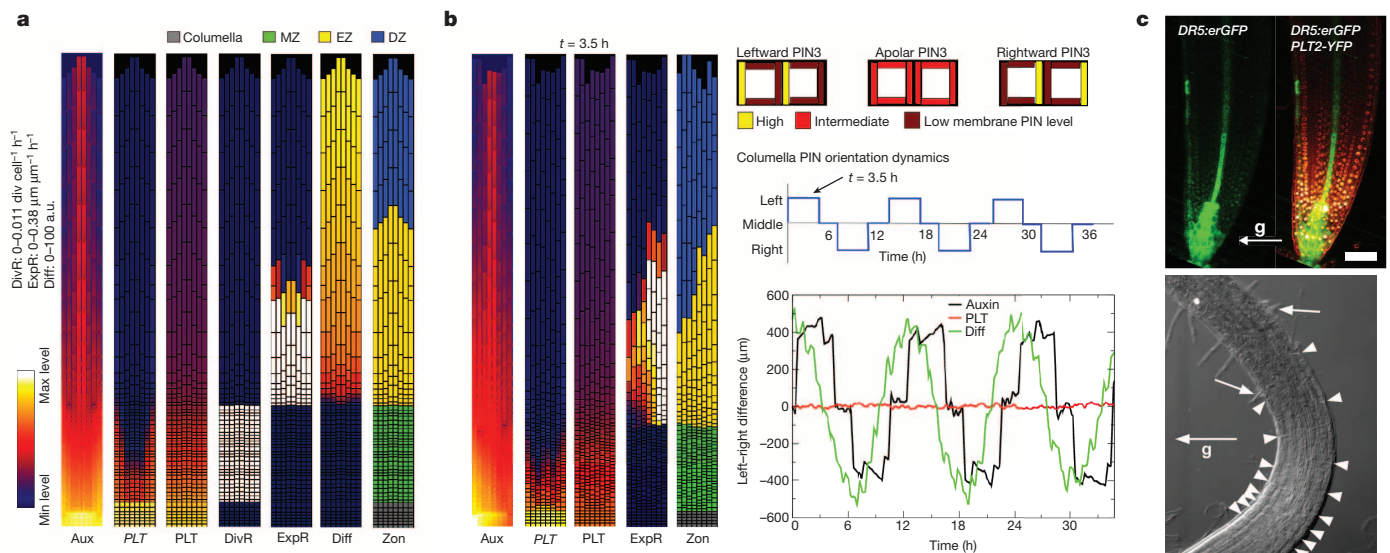 a
Columella MZ EZ DZ
DivR: 0–0.011 div cell⁻¹ h⁻¹
ExpR: 0–0.38 μm μm⁻¹ h⁻¹
Diff: 0–100 a.u.
Max level
Min level
Aux PLT PLT DivR ExpR Diff Zon
b
t = 3.5 h
Aux PLT PLT ExpR Zon
Leftward PIN3 Apolar PIN3 Rightward PIN3
High Intermediate Low membrane PIN level
Columella PIN orientation dynamics
t = 3.5 h
Left
Middle
Right
6 12 18 24 30 36
Time (h)
Left–right difference (μm)
600
400
200
0
−200
−400
−600
Auxin
PLT
Diff
0 6 12 18 24 30
Time (h)
c
DR5:erGFP
DR5:erGFP
PLT2-YFP
g
g